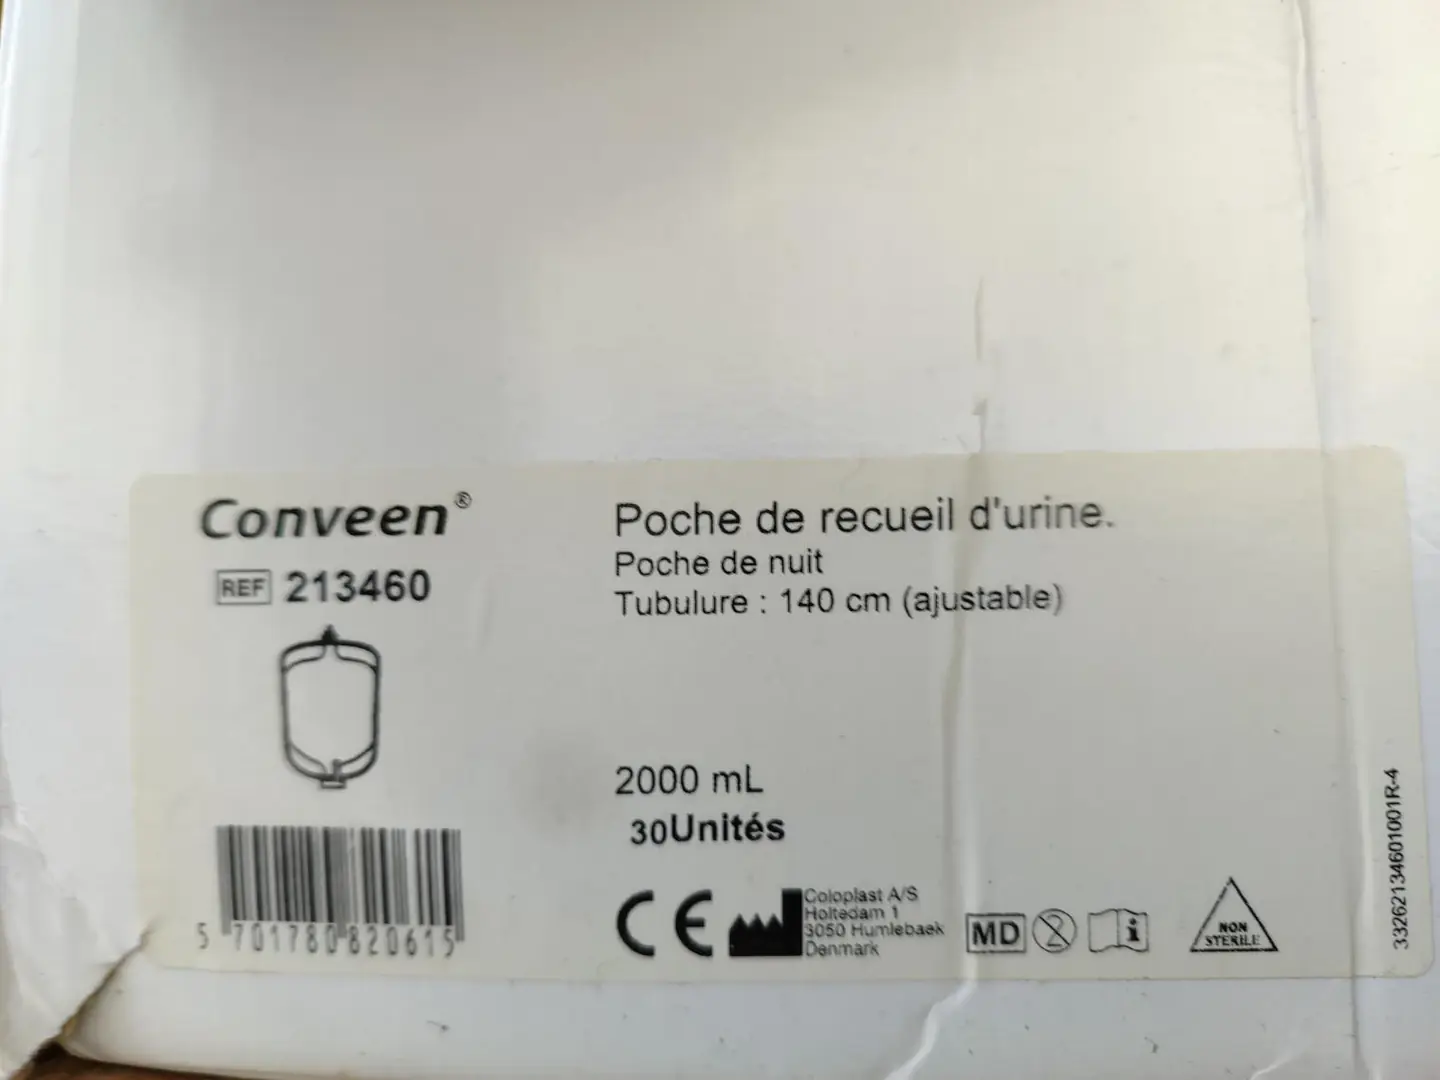 Conveen®
REF 213460
5 701780 820615
Poche de recueil d'urine.
Poche de nuit
Tubulure : 140 cm (ajustable)
2000 mL
30Unités
CE
Coloplast A/S
Holtedam 1
3050 Humlebaek
Denmark
MD
2
i
NON
STERILE
33262134601001R-4